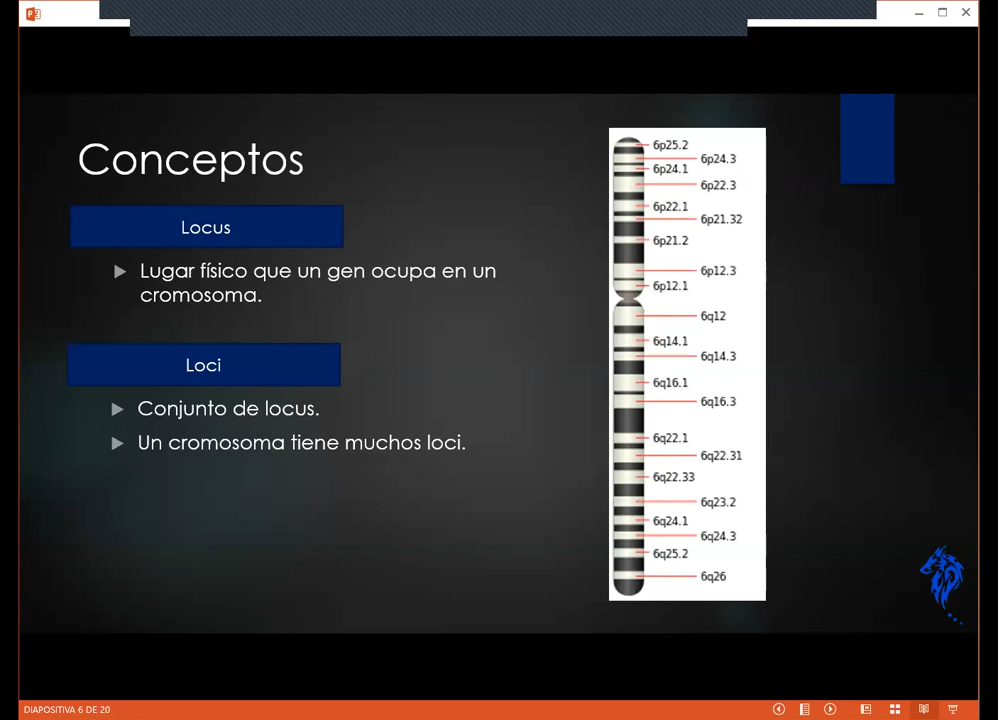 Conceptos
Locus
Lugar físico que un gen ocupa en un
cromosoma.
Loci
Conjunto de locus.
Un cromosoma tiene muchos loci.
6p25.2
6p24.3
6p24.1
6p22.3
6p22.1
6p21.32
6p21.2
6p12.3
6p12.1
6q12
6q14.1
6q14.3
6q16.1
6q16.3
6q22.1
6q22.31
6q22.33
6q23.2
6q24.1
6q24.3
6q25.2
6q26
DIAPOSITIVA 6 DE 20